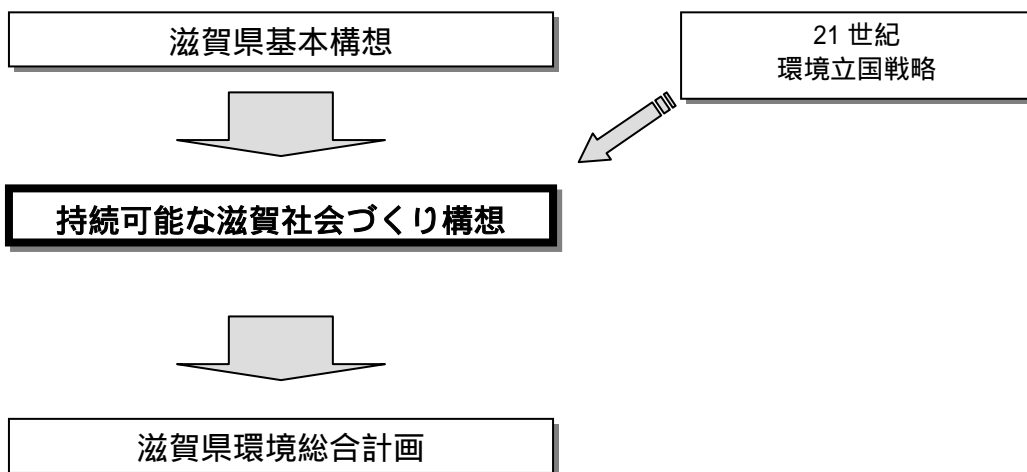 滋賀県基本構想
21 世紀
環境立国戦略
持続可能な滋賀社会づくり構想
滋賀県環境総合計画